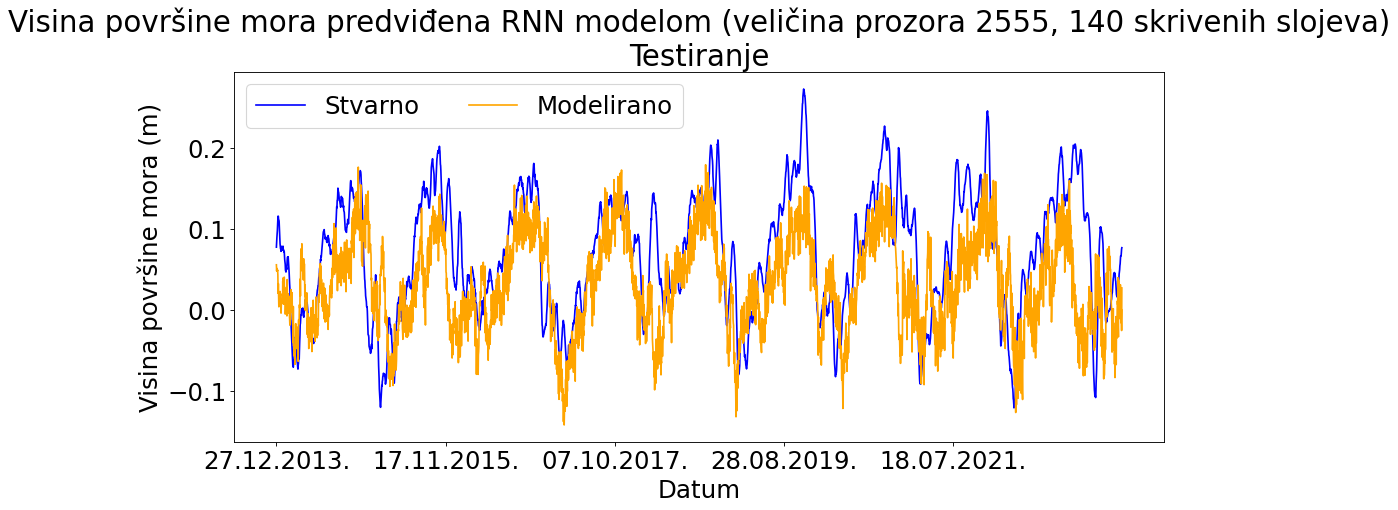 Visina površine mora predviđena RNN modelom (veličina prozora 2555, 140 skrivenih slojeva)
Testiranje
Stvarno
Modelirano
Visina površine mora (m)
0.2
0.1
0.0
−0.1
27.12.2013.
17.11.2015.
07.10.2017.
28.08.2019.
18.07.2021.
Datum